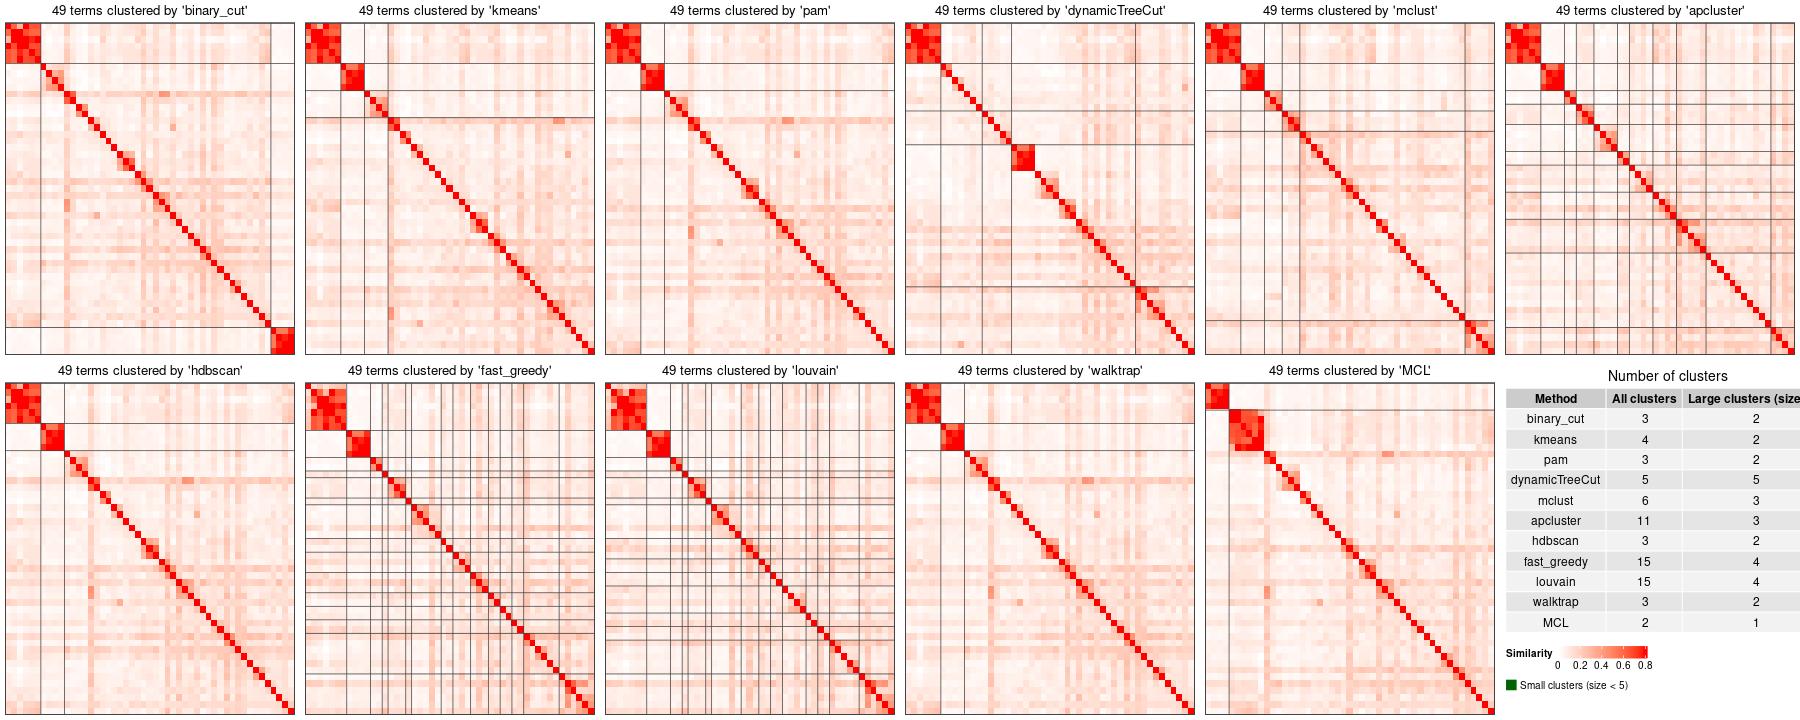 49 terms clustered by 'binary_cut'
49 terms clustered by 'kmeans'
49 terms clustered by 'pam'
49 terms clustered by 'dynamicTreeCut'
49 terms clustered by 'mclust'
49 terms clustered by 'apcluster'
49 terms clustered by 'hdbscan'
49 terms clustered by 'fast_greedy'
49 terms clustered by 'louvain'
49 terms clustered by 'walktrap'
49 terms clustered by 'MCL'
Number of clusters
Method All clusters Large clusters (size
binary_cut 3 2
kmeans 4 2
pam 3 2
dynamicTreeCut 5 5
mclust 6 3
apcluster 11 3
hdbscan 3 2
fast_greedy 15 4
louvain 15 4
walktrap 3 2
MCL 2 1
Similarity
0 0.2 0.4 0.6 0.8
Small clusters (size < 5)